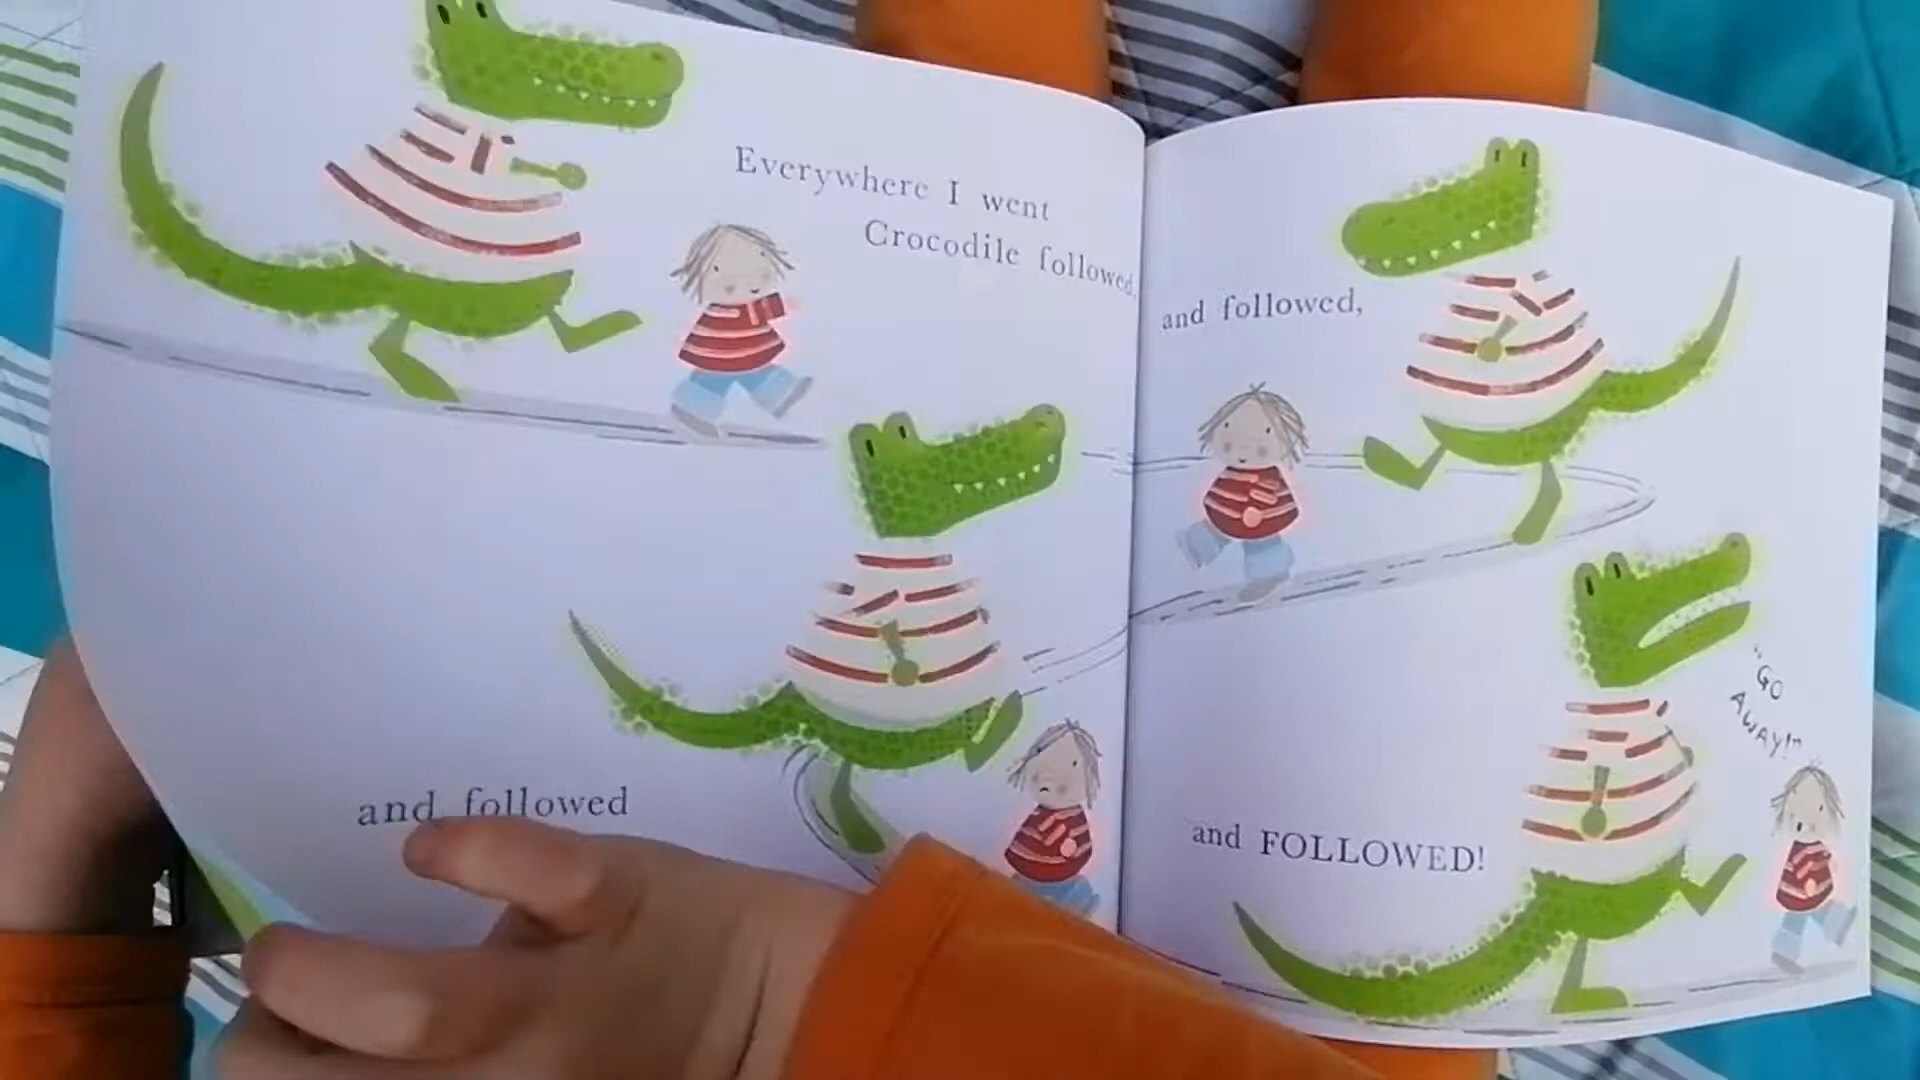 Everywhere I went
Crocodile followed,
and followed,
and followed
and FOLLOWED!
"GO
AWAY!"